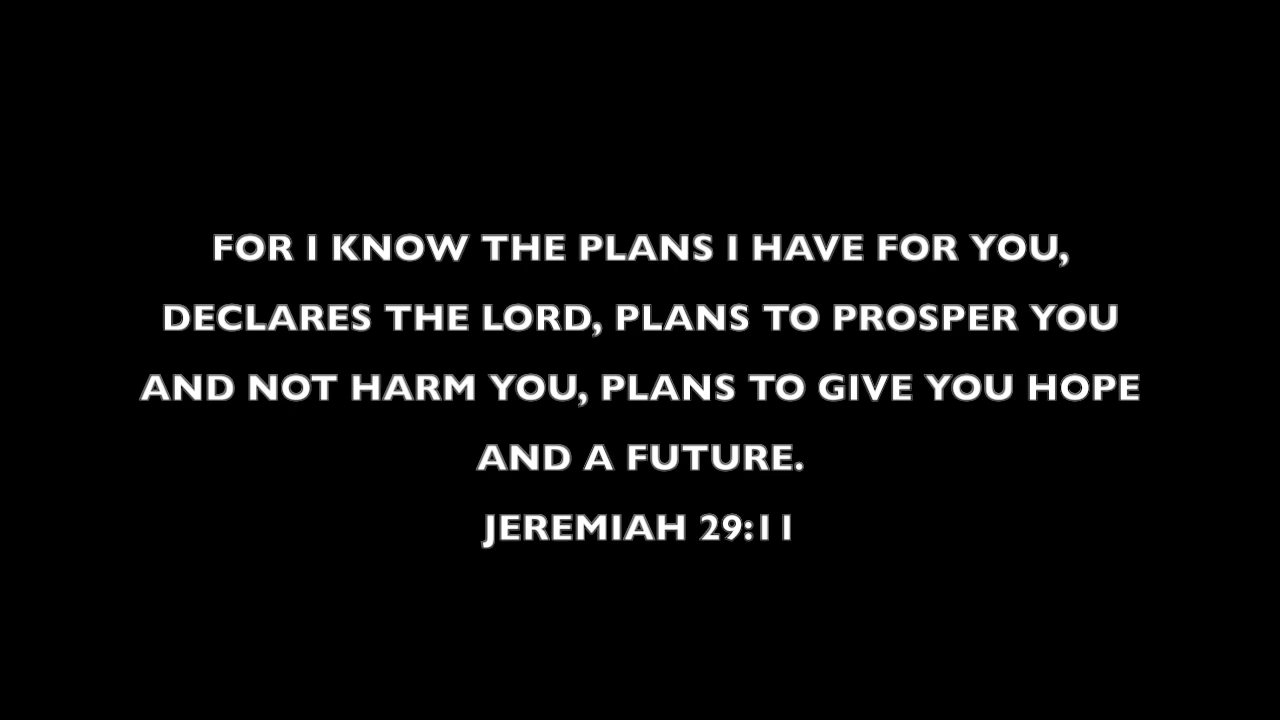 FOR I KNOW THE PLANS I HAVE FOR YOU,
DECLARES THE LORD, PLANS TO PROSPER YOU
AND NOT HARM YOU, PLANS TO GIVE YOU HOPE
AND A FUTURE.
JEREMIAH 29:11